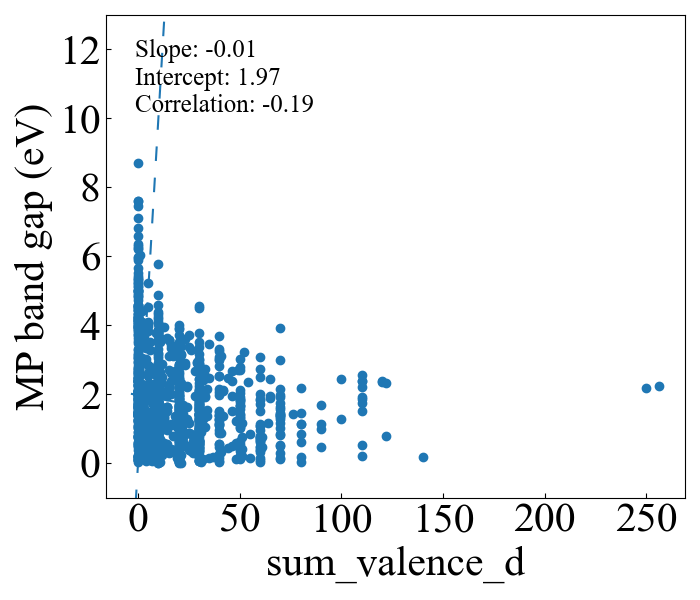 Slope: -0.01
Intercept: 1.97
Correlation: -0.19
MP band gap (eV)
12
10
8
6
4
2
0
0 50 100 150 200 250
sum_valence_d